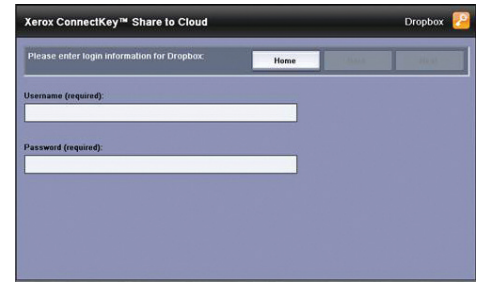 Xerox ConnectKey™ Share to Cloud
Dropbox
Please enter login information for Dropbox:
Home
Username (required):
Password (required):